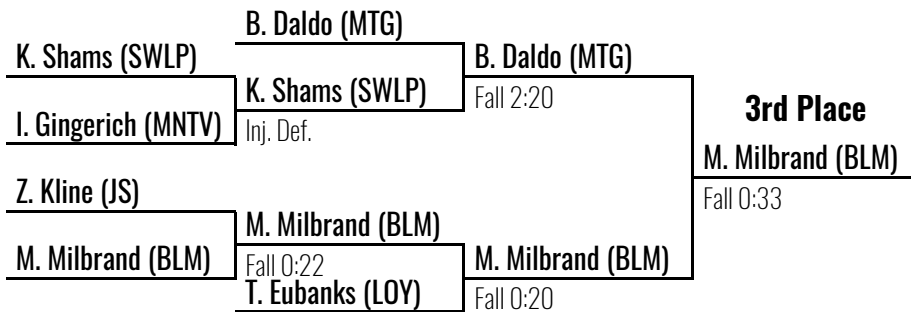 B. Daldo (MTG)
K. Shams (SWLP)
B. Daldo (MTG)
K. Shams (SWLP)
Fall 2:20
3rd Place
I. Gingerich (MNTV)
Inj. Def.
M. Milbrand (BLM)
Z. Kline (JS)
Fall 0:33
M. Milbrand (BLM)
M. Milbrand (BLM)
Fall 0:22
M. Milbrand (BLM)
T. Eubanks (LOY)
Fall 0:20